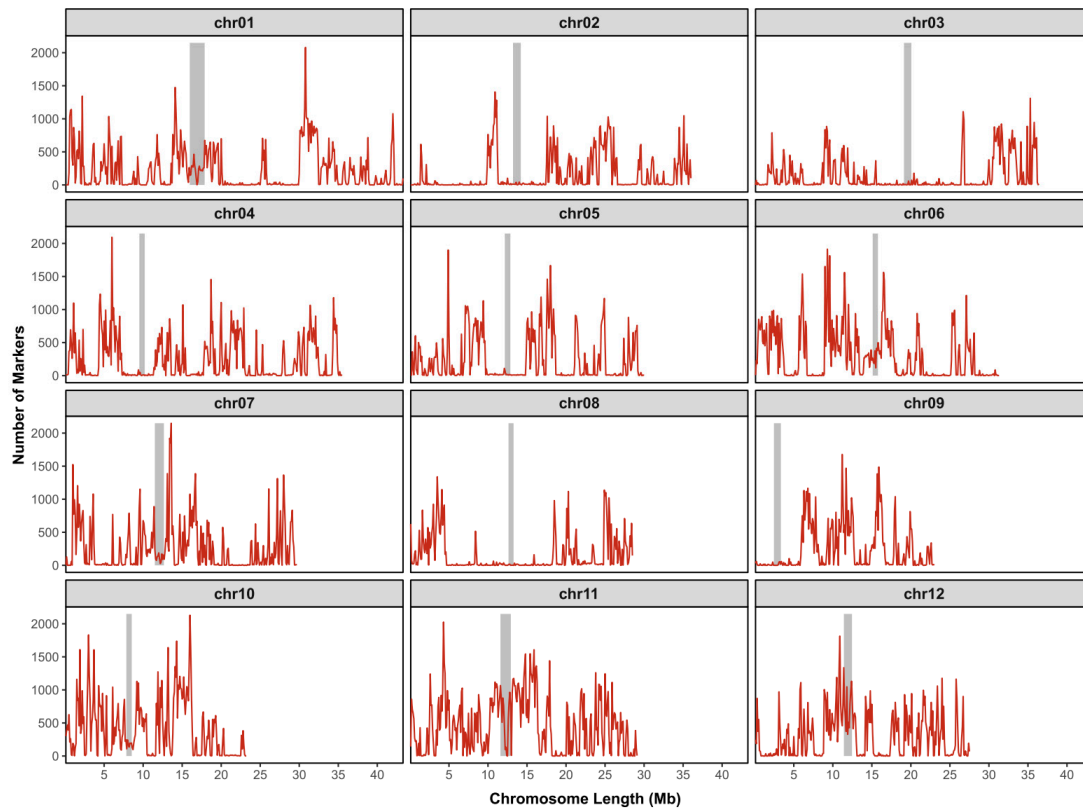 chr01 chr02 chr03
2000
1500
1000
500
0
chr04 chr05 chr06
2000
1500
1000
500
0
chr07 chr08 chr09
2000
1500
1000
500
0
chr10 chr11 chr12
2000
1500
1000
500
0
5 10 15 20 25 30 35 40 5 10 15 20 25 30 35 40 5 10 15 20 25 30 35 40
Number of Markers
Chromosome Length (Mb)